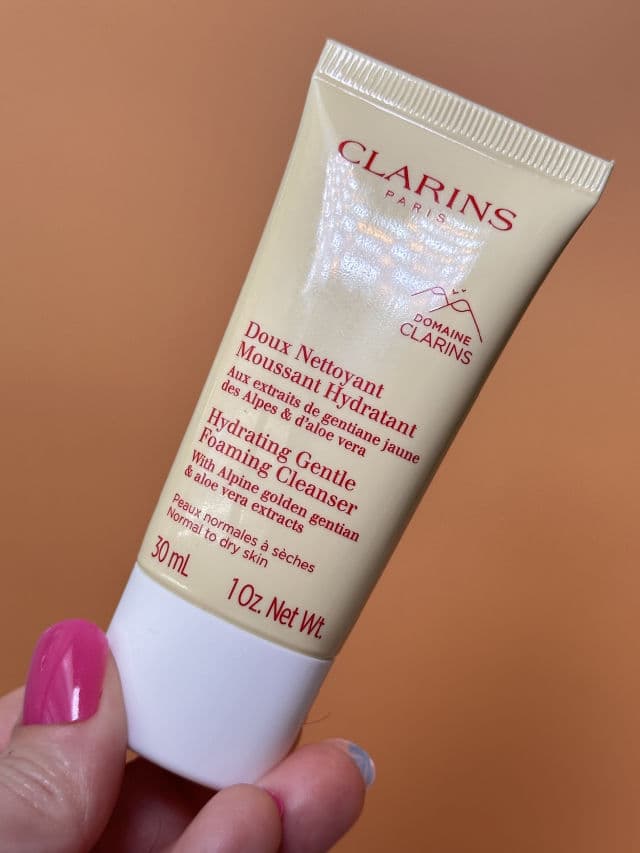 CLARINS
PARIS
DOMAINE
CLARINS
Doux Nettoyant
Moussant Hydratant
Aux extraits de gentiane jaune
des Alpes & d'aloe vera
Hydrating Gentle
Foaming Cleanser
With Alpine golden gentian
& aloe vera extracts
Peaux normales à sèches
Normal to dry skin
30 mL 1 Oz. Net Wt.